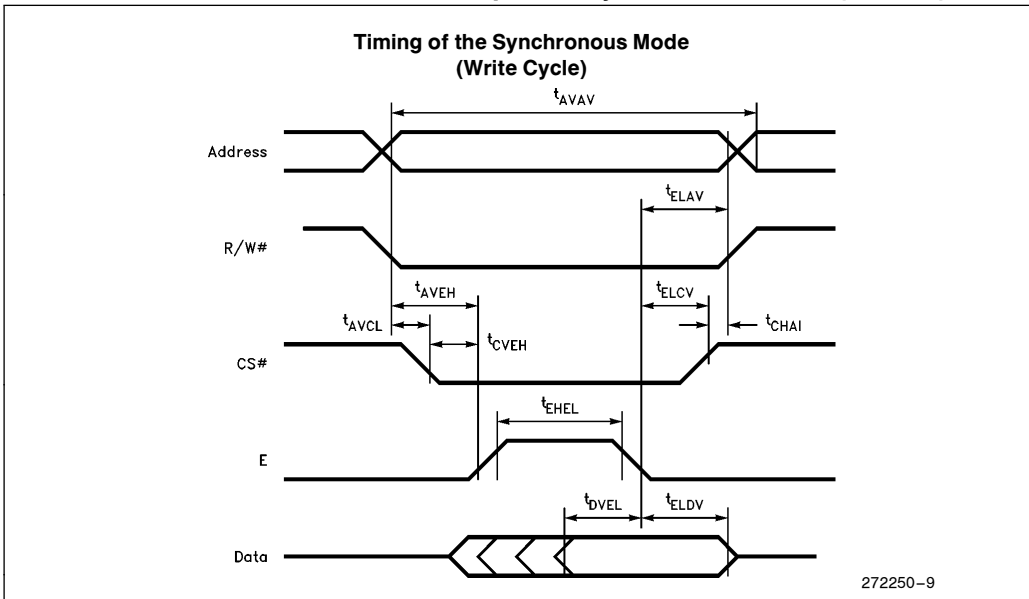 Timing of the Synchronous Mode
(Write Cycle)
tAVAV
Address
tELAV
R/W#
tAVEH
tELCV
tAVCL
tCVEH
tCHAI
CS#
tEHEL
E
tDVEL
tELDV
Data
272250–9